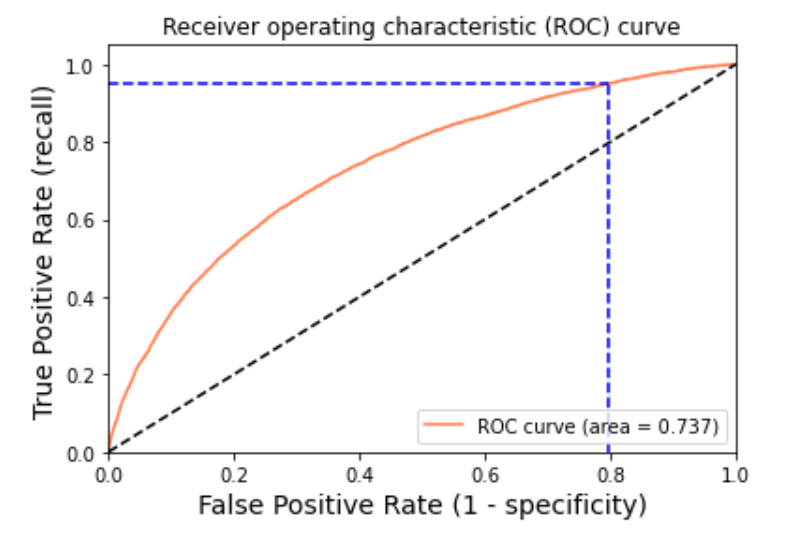 Receiver operating characteristic (ROC) curve
True Positive Rate (recall)
1.0
0.8
0.6
0.4
0.2
0.0
ROC curve (area = 0.737)
0.0 0.2 0.4 0.6 0.8 1.0
False Positive Rate (1 - specificity)